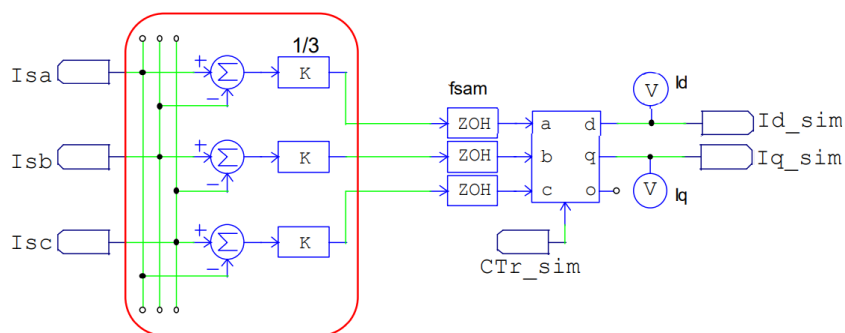 1/3
Isa
+
Σ
K
−
fsam
V
Id
ZOH
a
d
Id_sim
Isb
+
Σ
K
−
ZOH
b
q
Iq_sim
ZOH
c
o
V
Iq
Isc
+
Σ
K
−
CTr_sim